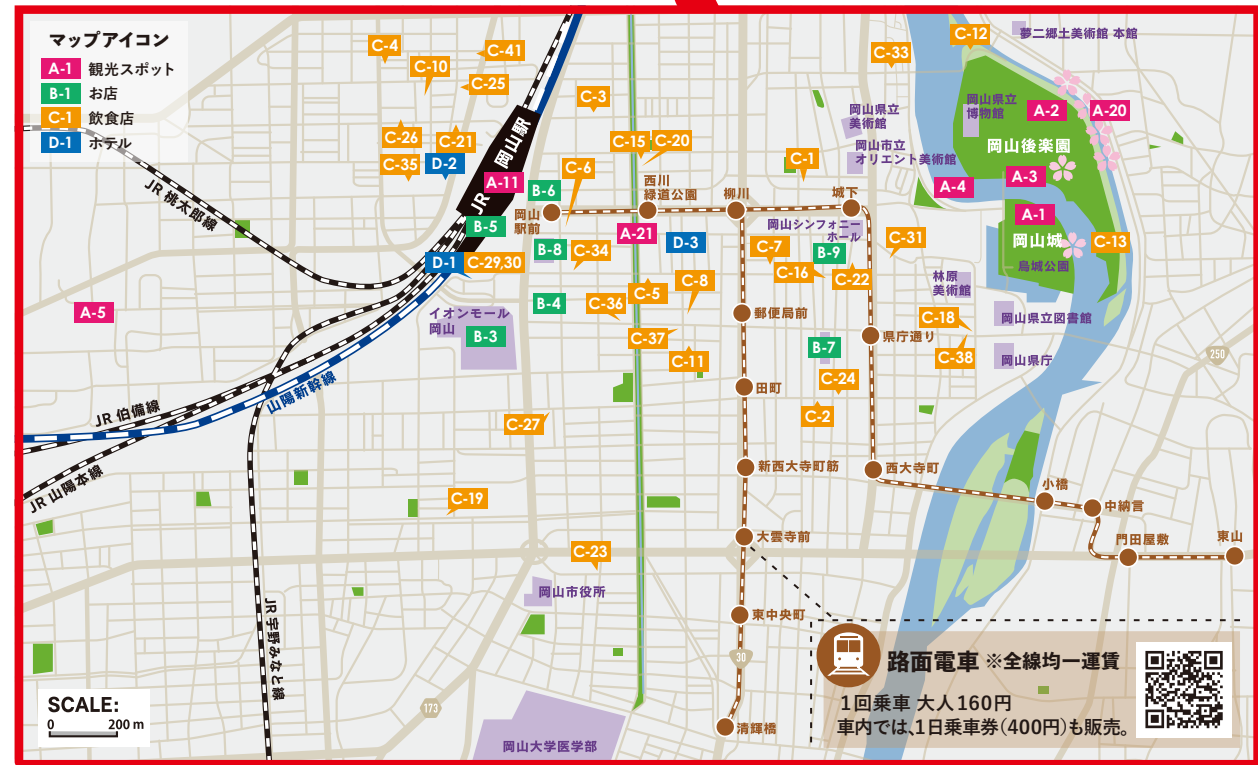 マップアイコン
A-1 観光スポット
B-1 お店
C-1 飲食店
D-1 ホテル
C-4
C-41
C-10
C-25
C-3
C-33
C-12
夢二郷土美術館 本館
岡山県立
美術館
岡山県立
博物館
A-2
A-20
C-26
C-21
C-35
D-2
JR 岡山駅
C-15
C-20
C-6
C-1
岡山市立
オリエント美術館
岡山後楽園
JR 桃太郎線
A-11
B-6
岡山
駅前
西川
緑道公園
柳川
城下
A-4
A-3
A-1
岡山城
烏城公園
C-13
B-5
A-21
D-3
岡山シンフォニー
ホール
B-8
C-34
C-7
B-9
C-31
D-1
C-29,30
C-16
C-22
林原
美術館
A-5
イオンモール
岡山
B-3
B-4
C-36
C-5
C-8
郵便局前
C-18
岡山県立図書館
C-37
C-11
B-7
県庁通り
C-38
岡山県庁
250
JR 伯備線
山陽新幹線
田町
C-24
C-2
C-27
JR 山陽本線
新西大寺町筋
西大寺町
C-19
小橋
中納言
大雲寺前
門田屋敷
東山
C-23
岡山市役所
東中央町
JR 宇野みなと線
30
173
清輝橋
岡山大学医学部
SCALE:
0 200 m
路面電車 ※全線均一運賃
1回乗車 大人160円
車内では、1日乗車券(400円)も販売。